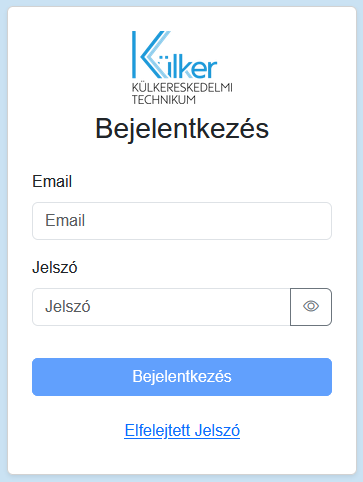 Külker
KÜLKERESKEDELMI
TECHNIKUM
Bejelentkezés
Email
Email
Jelszó
Jelszó
Bejelentkezés
Elfelejtett Jelszó